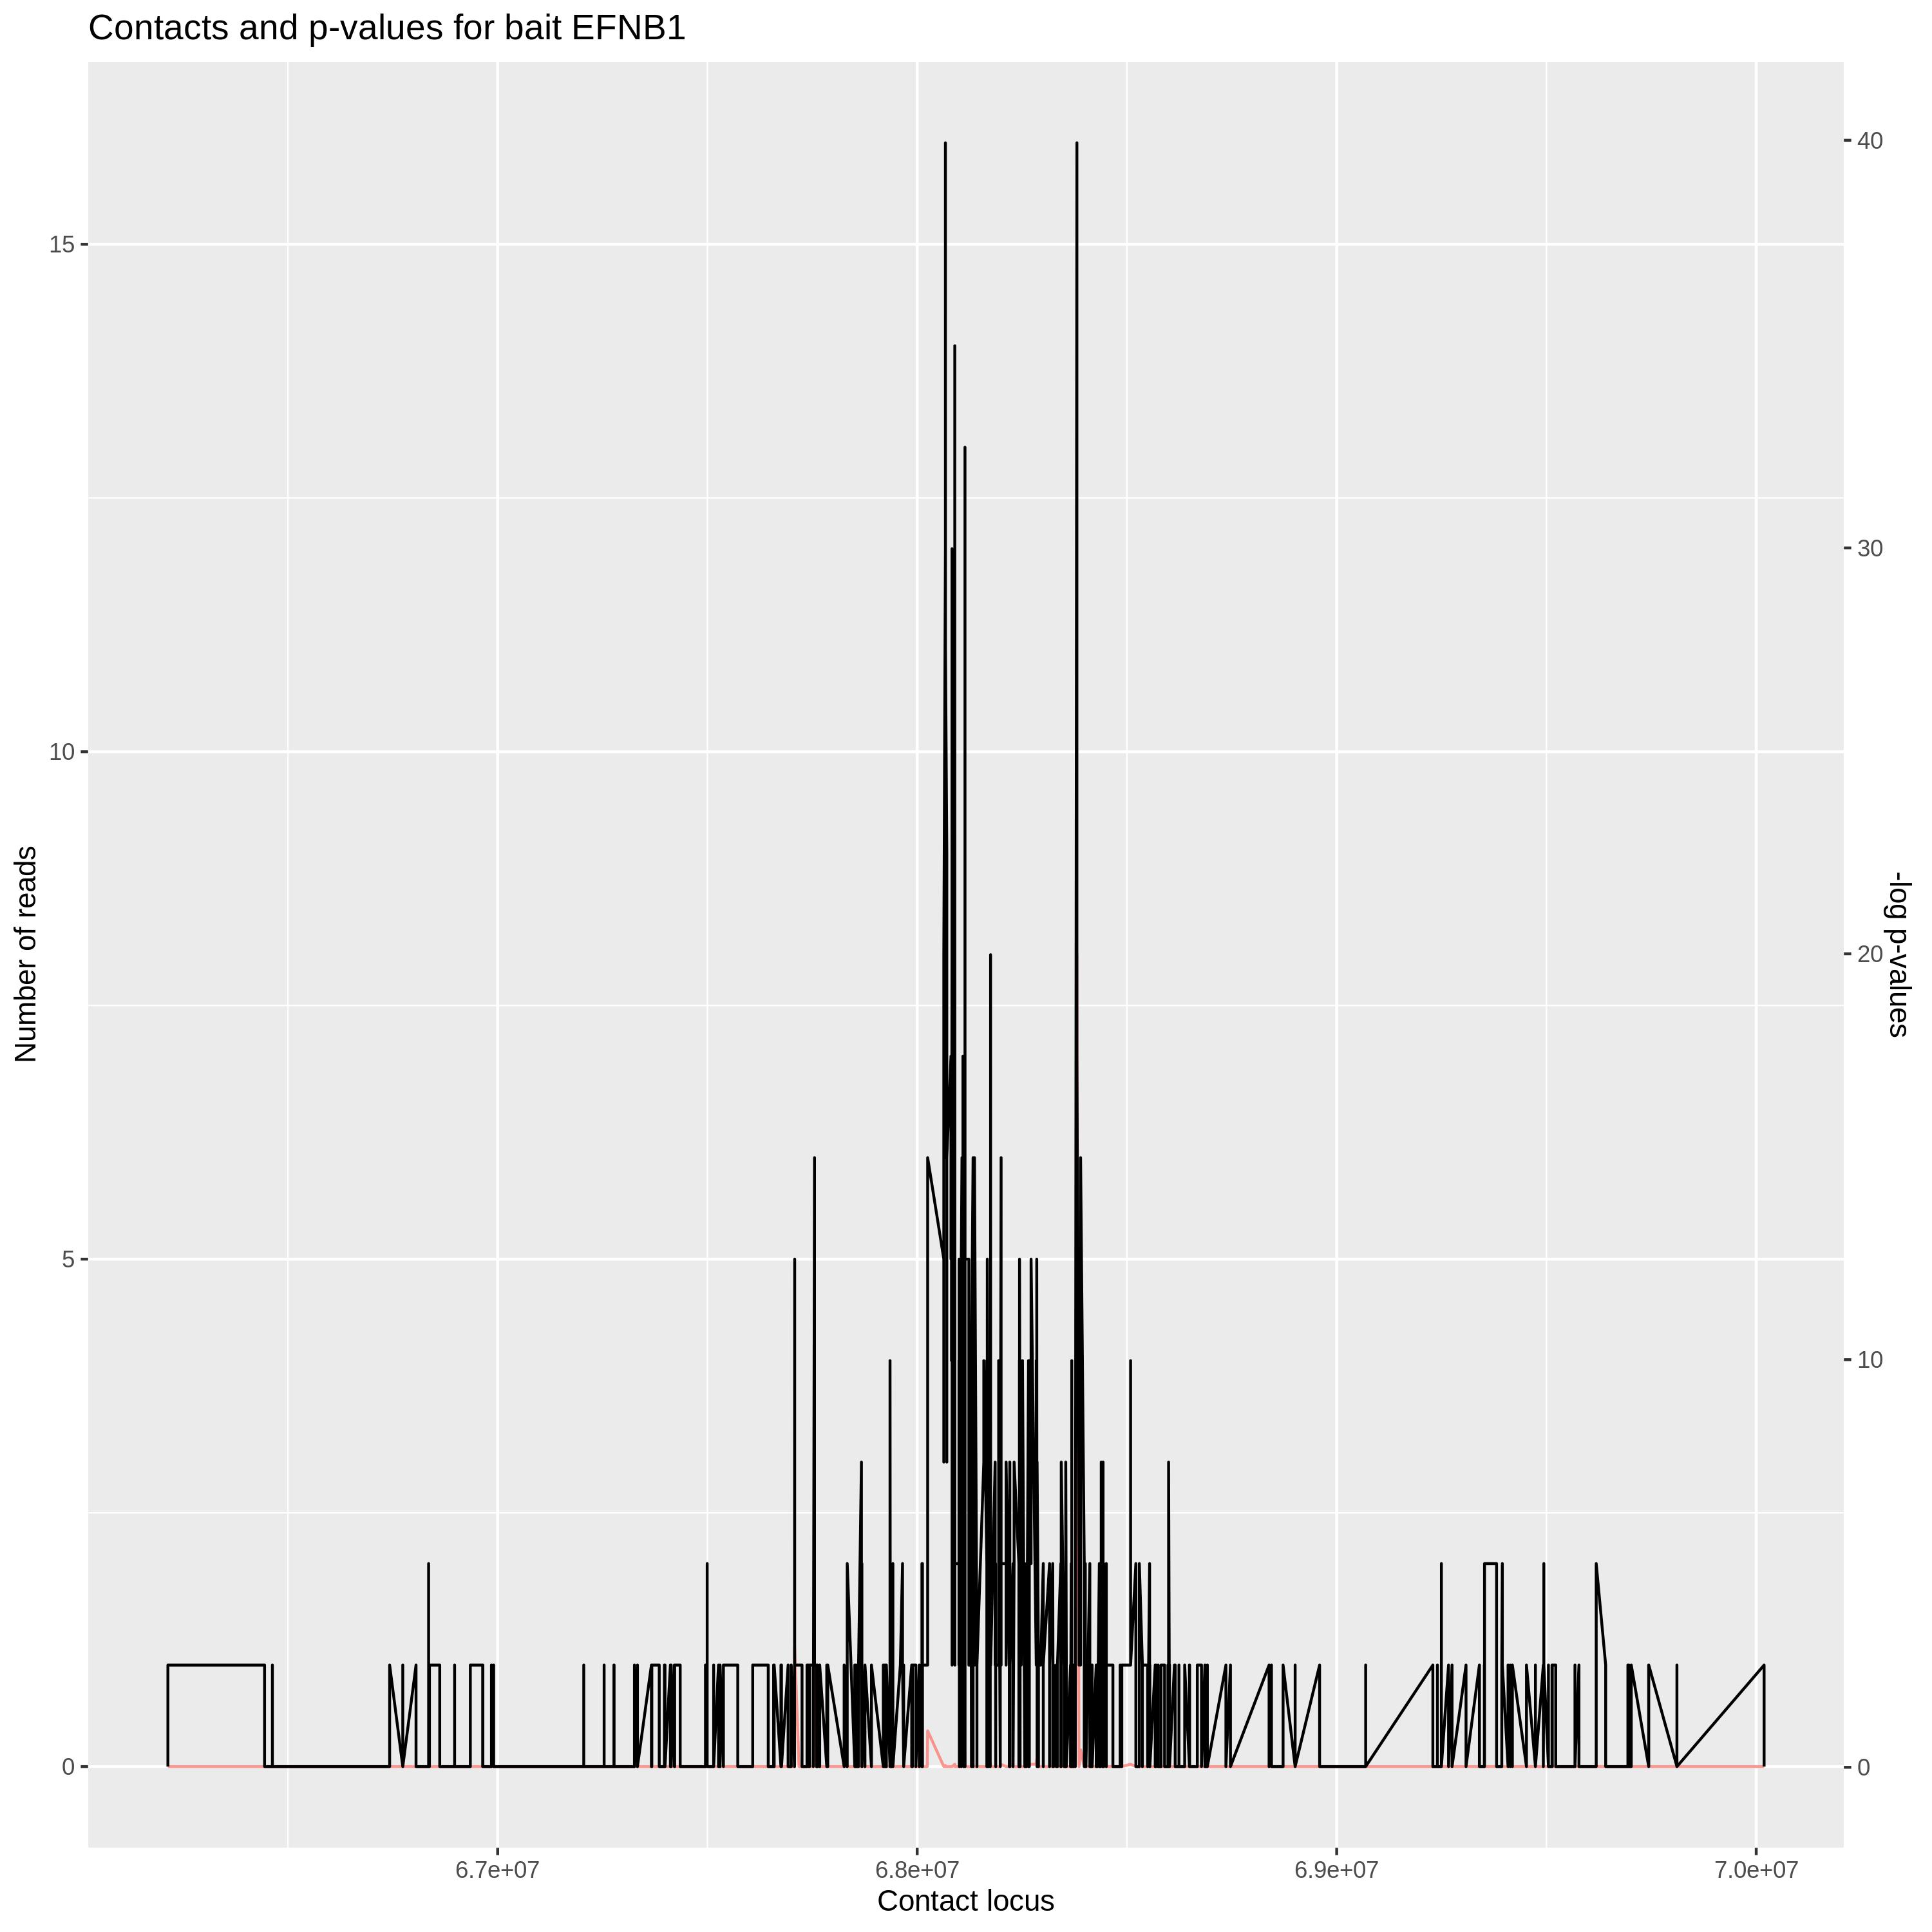 Contacts and p-values for bait EFNB1
15
10
5
0
Number of reads
40
30
20
10
0
-log p-values
6.7e+07
6.8e+07
6.9e+07
7.0e+07
Contact locus